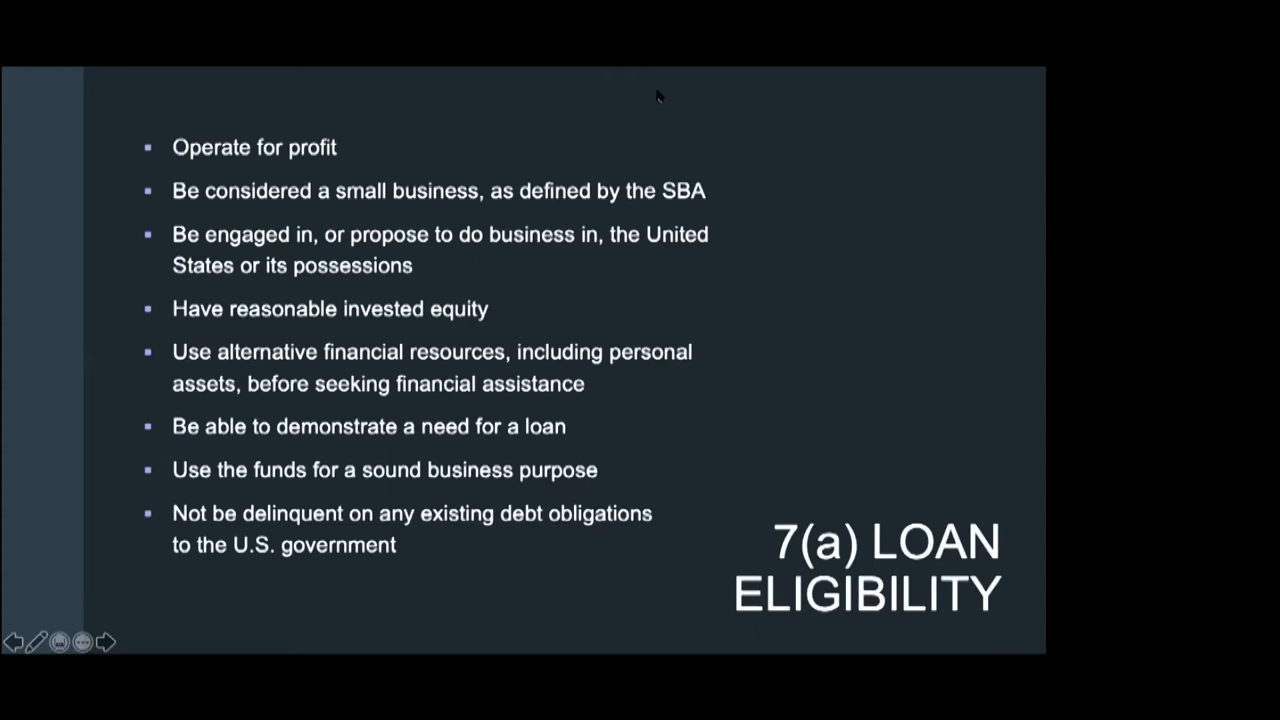 Operate for profit
Be considered a small business, as defined by the SBA
Be engaged in, or propose to do business in, the United
States or its possessions
Have reasonable invested equity
Use alternative financial resources, including personal
assets, before seeking financial assistance
Be able to demonstrate a need for a loan
Use the funds for a sound business purpose
Not be delinquent on any existing debt obligations
to the U.S. government
7(a) LOAN
ELIGIBILITY